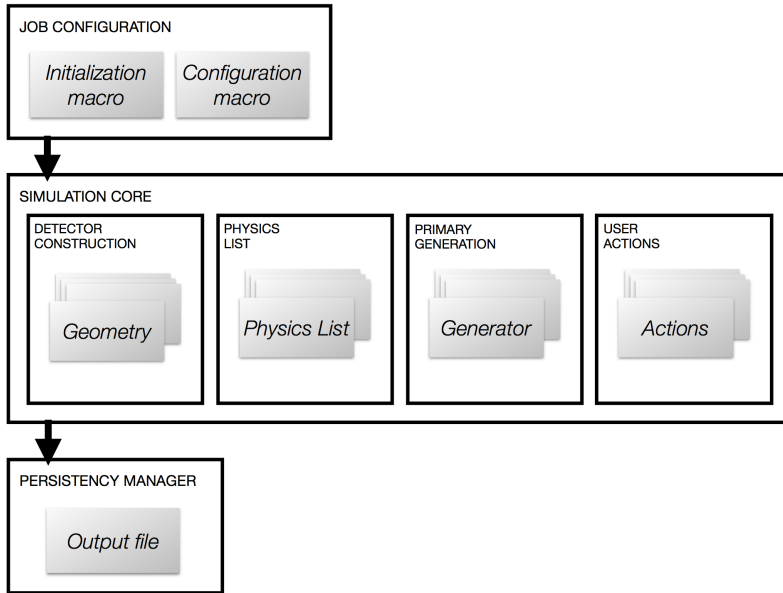 JOB CONFIGURATION
Initialization
macro
Configuration
macro
SIMULATION CORE
DETECTOR
CONSTRUCTION
Geometry
PHYSICS
LIST
Physics List
PRIMARY
GENERATION
Generator
USER
ACTIONS
Actions
PERSISTENCY MANAGER
Output file